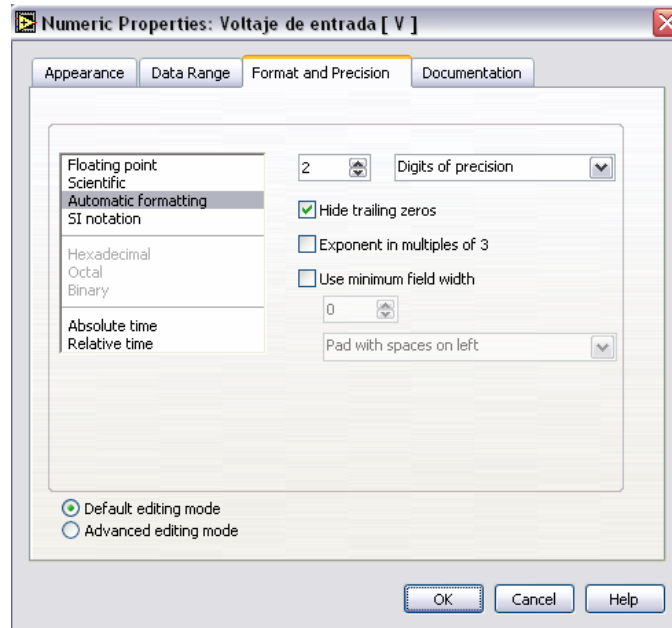 Numeric Properties: Voltaje de entrada [ V ]
Appearance Data Range Format and Precision Documentation
Floating point
Scientific
Automatic formatting
SI notation
Hexadecimal
Octal
Binary
Absolute time
Relative time
2 Digits of precision
Hide trailing zeros
Exponent in multiples of 3
Use minimum field width
0
Pad with spaces on left
Default editing mode
Advanced editing mode
OK Cancel Help